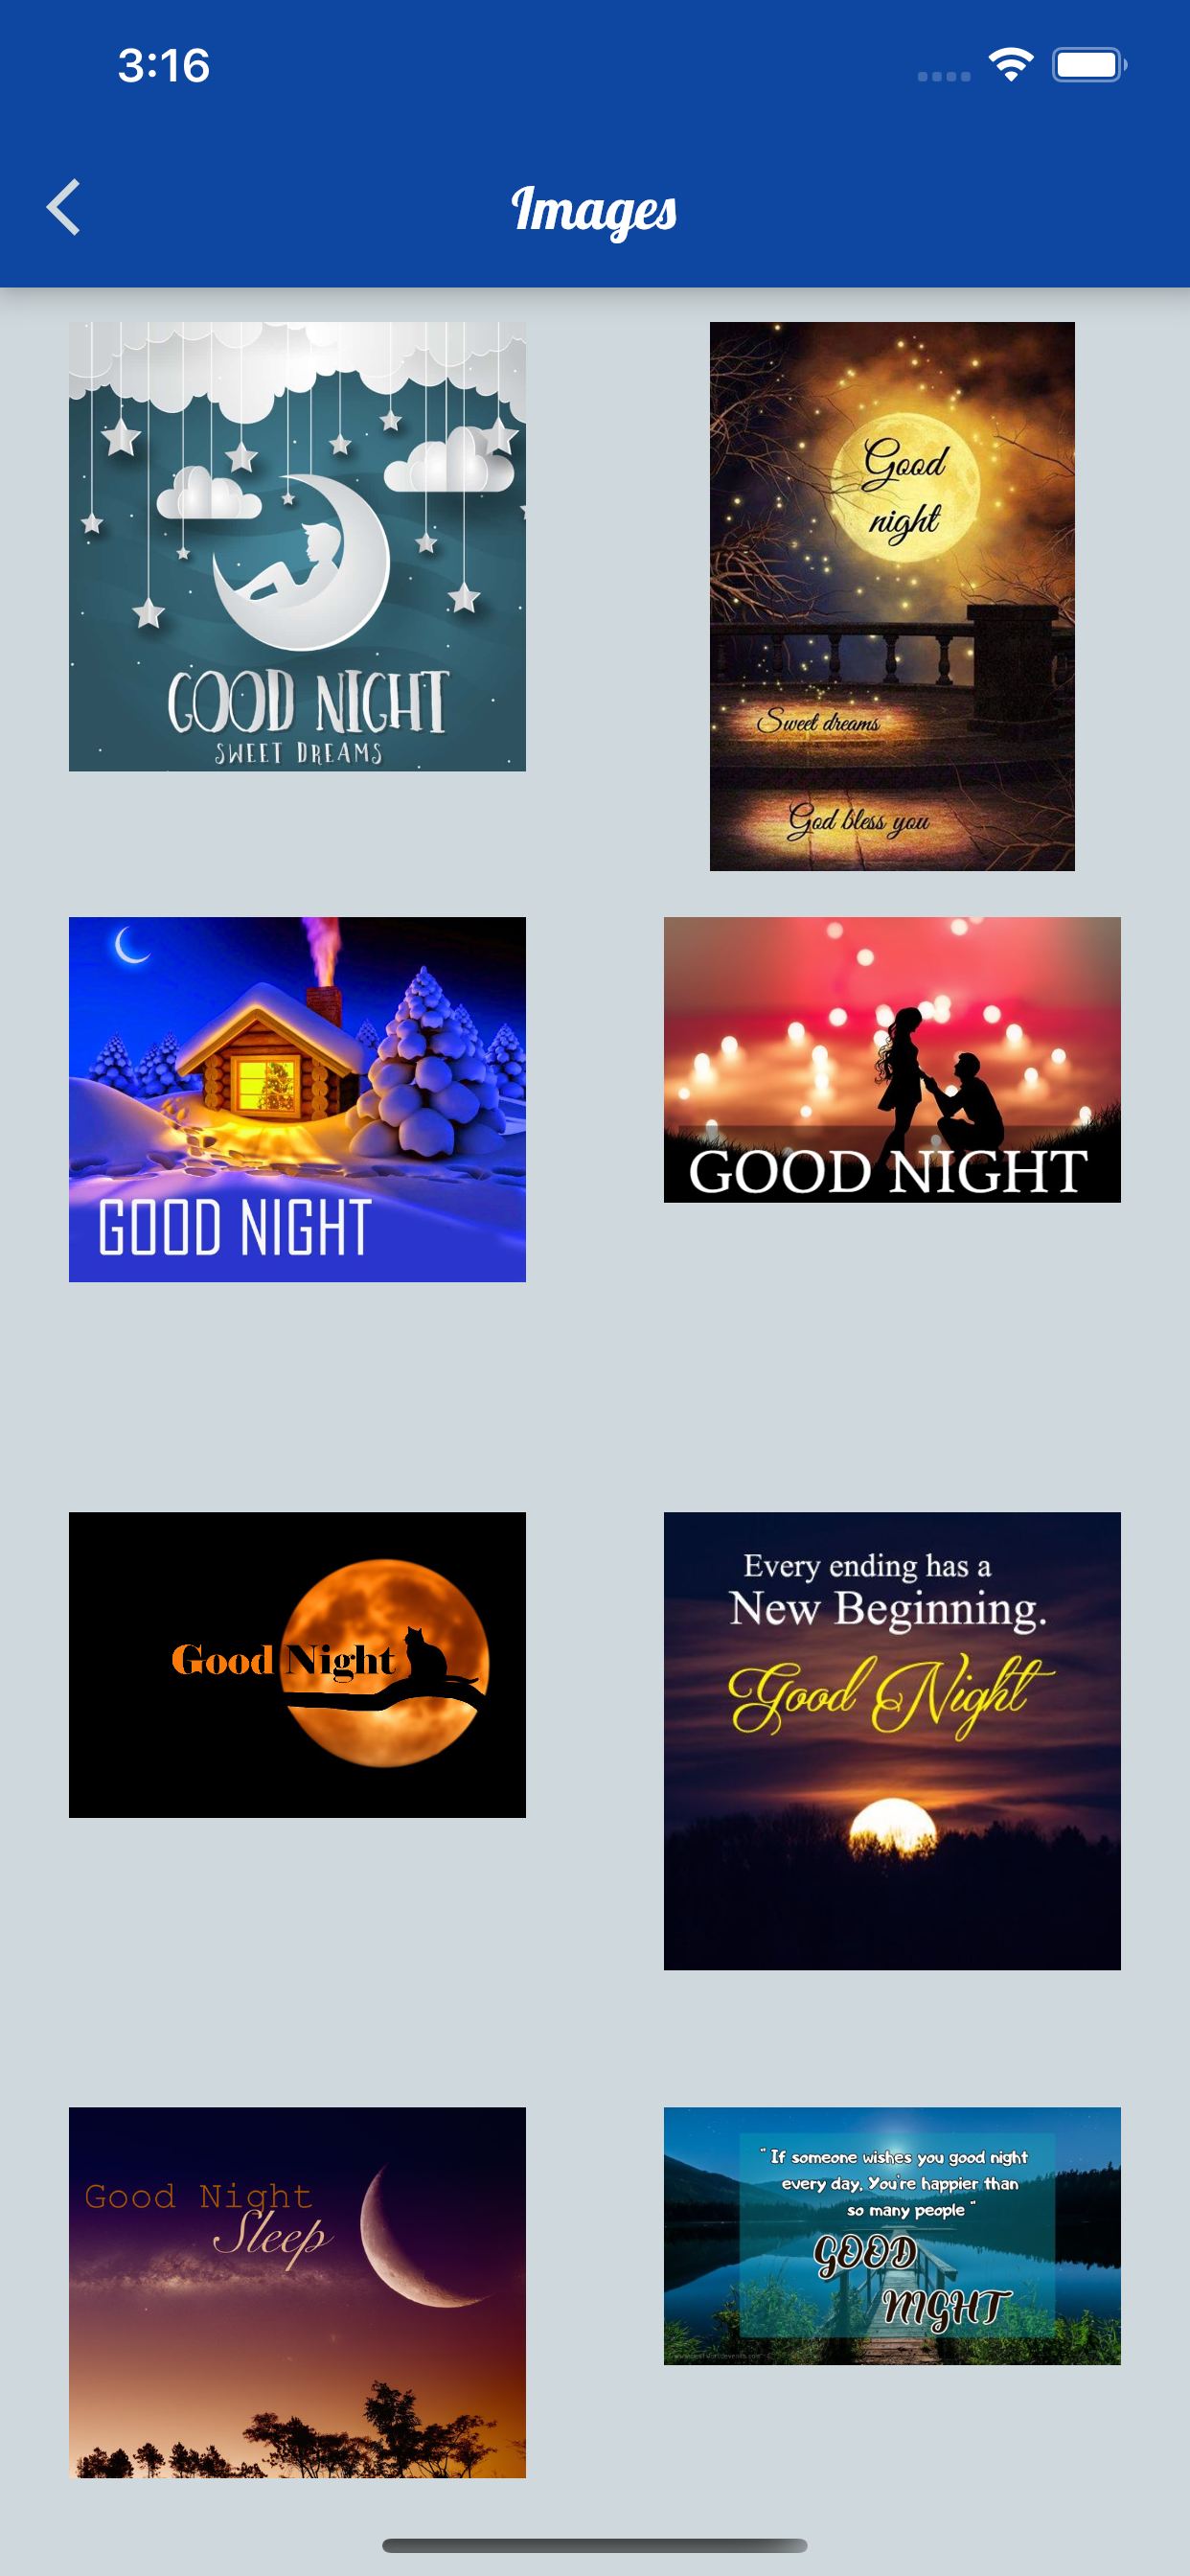 3:16
Images
GOOD NIGHT
SWEET DREAMS
Good
night
Sweet dreams
God bless you
GOOD NIGHT
GOOD NIGHT
Good Night
Every ending has a
New Beginning.
Good Night
Good Night
Sleep
" If someone wishes you good night
every day, You're happier than
so many people "
GOOD
NIGHT